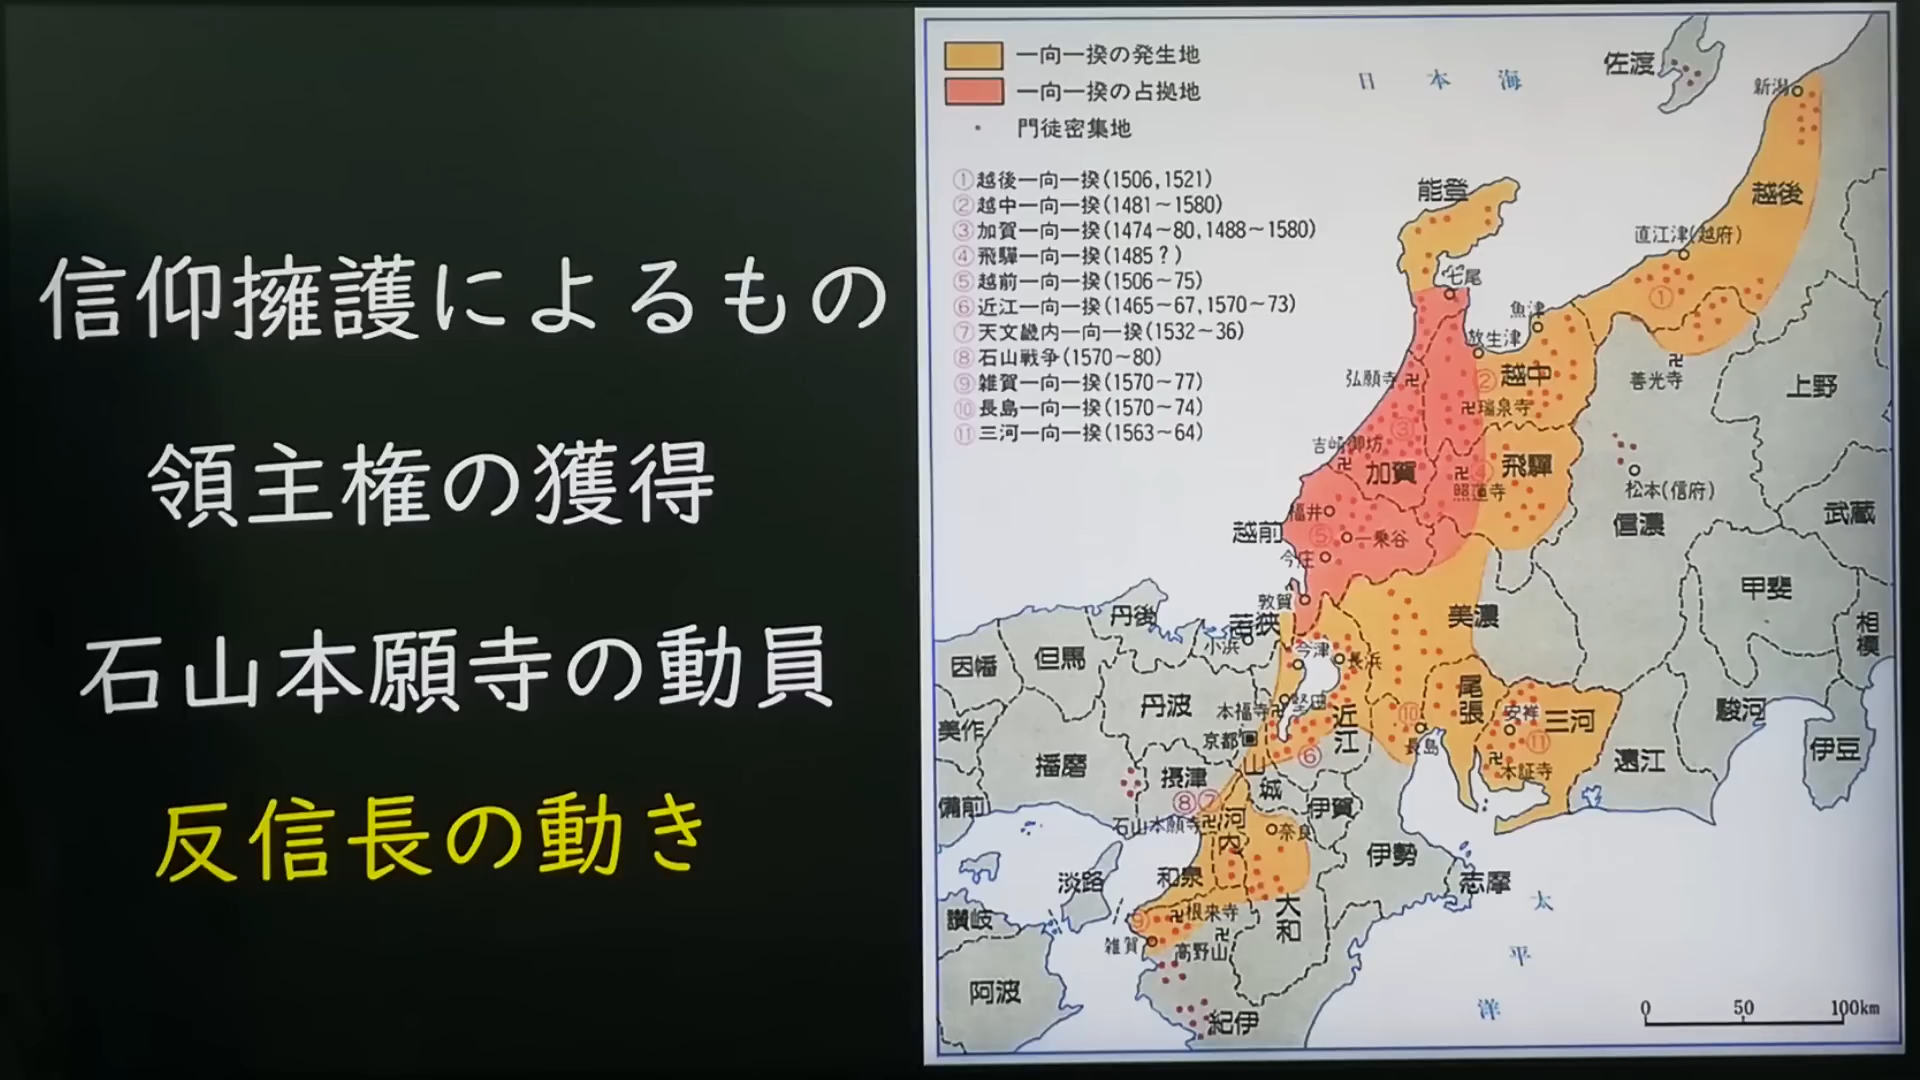 信仰擁護によるもの
領主権の獲得
石山本願寺の動員
反信長の動き
一向一揆の発生地
一向一揆の占拠地
門徒密集地
①越後一向一揆(1506,1521)
②越中一向一揆(1481～1580)
③加賀一向一揆(1474～80,1488～1580)
④飛驒一向一揆(1485？)
⑤越前一向一揆(1506～75)
⑥近江一向一揆(1465～67,1570～73)
⑦天文畿内一向一揆(1532～36)
⑧石山戦争(1570～80)
⑨雑賀一向一揆(1570～77)
⑩長島一向一揆(1570～74)
⑪三河一向一揆(1563～64)
日本海
佐渡
新潟
越後
能登
直江津(越府)
①
七尾
魚津
放生津
弘願寺
②
越中
善光寺
上野
瑞泉寺
③
吉崎御坊
加賀
④
飛驒
照蓮寺
松本(信府)
信濃
武蔵
福井
越前
⑤
一乗谷
今庄
敦賀
甲斐
相模
丹後
若狭
小浜
美濃
今津
長浜
因幡
但馬
丹波
本福寺
堅田
近江
尾張
⑩
長島
安祥
三河
⑪
本証寺
駿河
遠江
伊豆
美作
京都
⑥
播磨
摂津
山城
⑧⑦
伊賀
備前
石山本願寺
河内
奈良
伊勢
淡路
和泉
志摩
讃岐
⑨
根来寺
大和
雑賀
高野山
阿波
紀伊
太平洋
0 50 100km